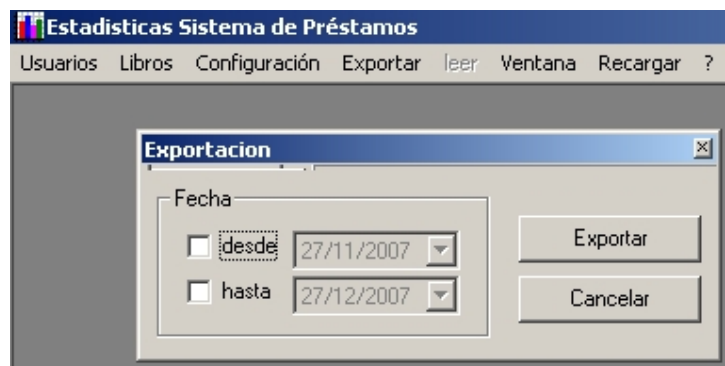 Estadisticas Sistema de Préstamos
Usuarios Libros Configuración Exportar leer Ventana Recargar ?
Exportacion
Fecha
desde 27/11/2007
Exportar
hasta 27/12/2007
Cancelar